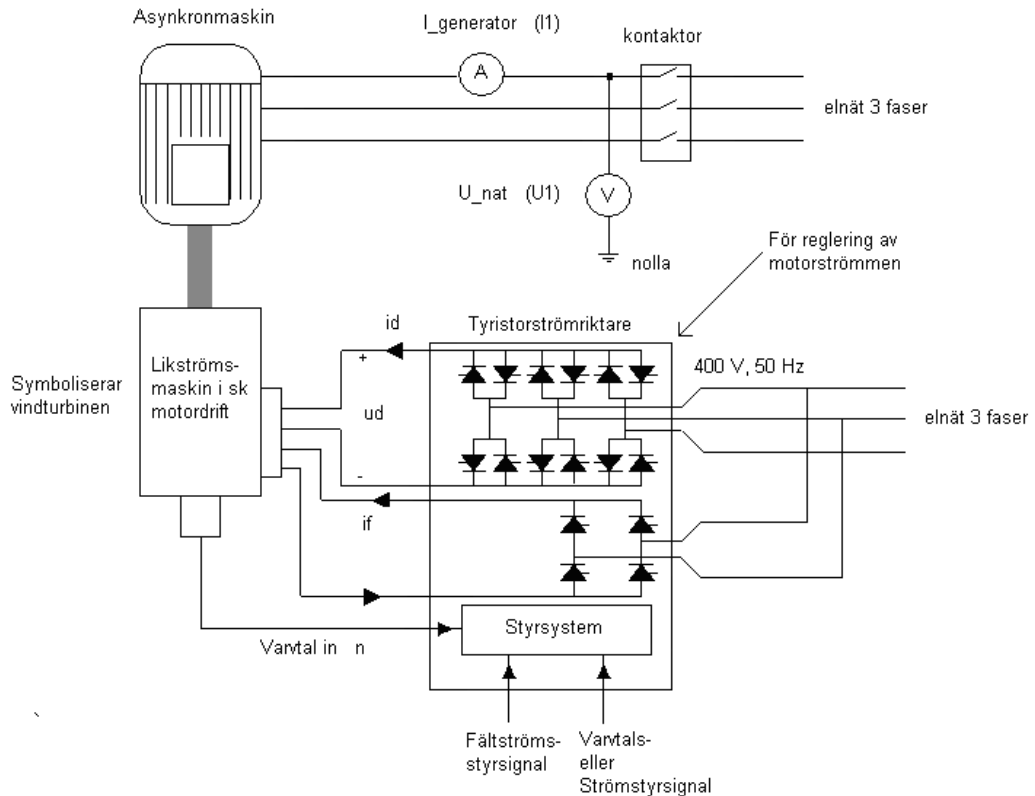 Asynkronmaskin
I_generator (I1)
kontaktor
A
elnät 3 faser
U_nat (U1)
V
nolla
För reglering av
motorströmmen
id
Tyristorströmriktare
+
Likströms-
maskin i sk
motordrift
Symboliserar
vindturbinen
ud
400 V, 50 Hz
elnät 3 faser
-
if
Styrsystem
Varvtal in n
Fältströms-
styrsignal
Varvtals-
eller
Strömstyrsignal